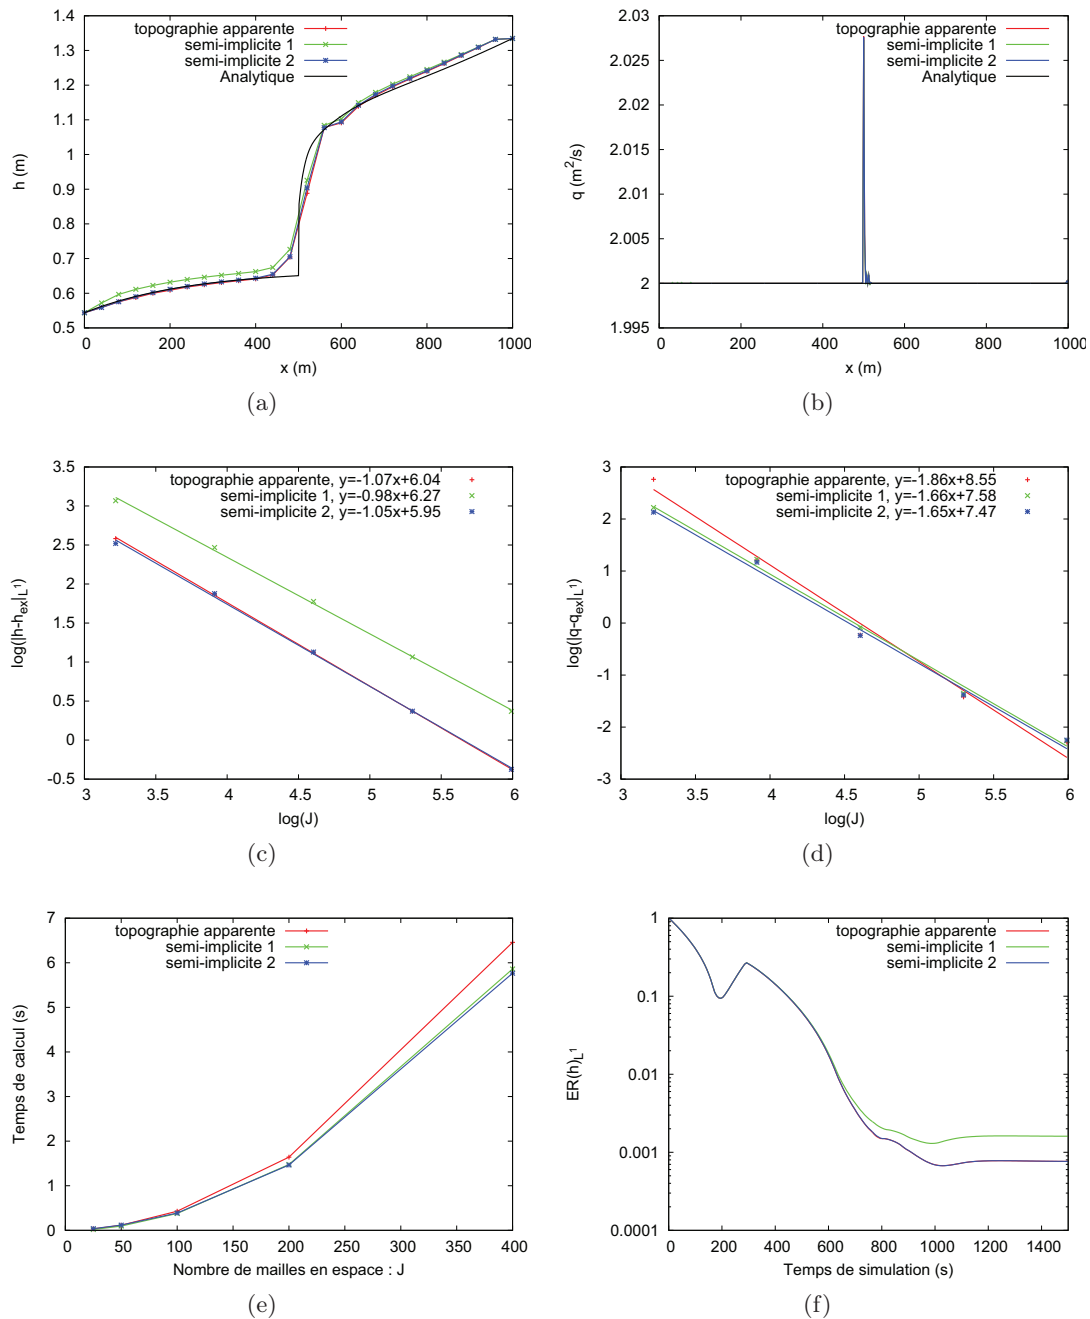 1.4
1.3
1.2
1.1
1
0.9
0.8
0.7
0.6
0.5
h (m)
topographie apparente
semi-implicite 1
semi-implicite 2
Analytique
0 200 400 600 800 1000
x (m)
(a)
2.03
2.025
2.02
2.015
2.01
2.005
2
1.995
q (m²/s)
topographie apparente
semi-implicite 1
semi-implicite 2
Analytique
0 200 400 600 800 1000
x (m)
(b)
3.5
3
2.5
2
1.5
1
0.5
0
-0.5
log(|h-h_ex|_L¹)
topographie apparente, y=-1.07x+6.04
semi-implicite 1, y=-0.98x+6.27
semi-implicite 2, y=-1.05x+5.95
3 3.5 4 4.5 5 5.5 6
log(J)
(c)
3
2
1
0
-1
-2
-3
log(|q-q_ex|_L¹)
topographie apparente, y=-1.86x+8.55
semi-implicite 1, y=-1.66x+7.58
semi-implicite 2, y=-1.65x+7.47
3 3.5 4 4.5 5 5.5 6
log(J)
(d)
7
6
5
4
3
2
1
0
Temps de calcul (s)
topographie apparente
semi-implicite 1
semi-implicite 2
0 50 100 150 200 250 300 350 400
Nombre de mailles en espace : J
(e)
1
0.1
0.01
0.001
0.0001
ER(h)_L¹
topographie apparente
semi-implicite 1
semi-implicite 2
0 200 400 600 800 1000 1200 1400
Temps de simulation (s)
(f)